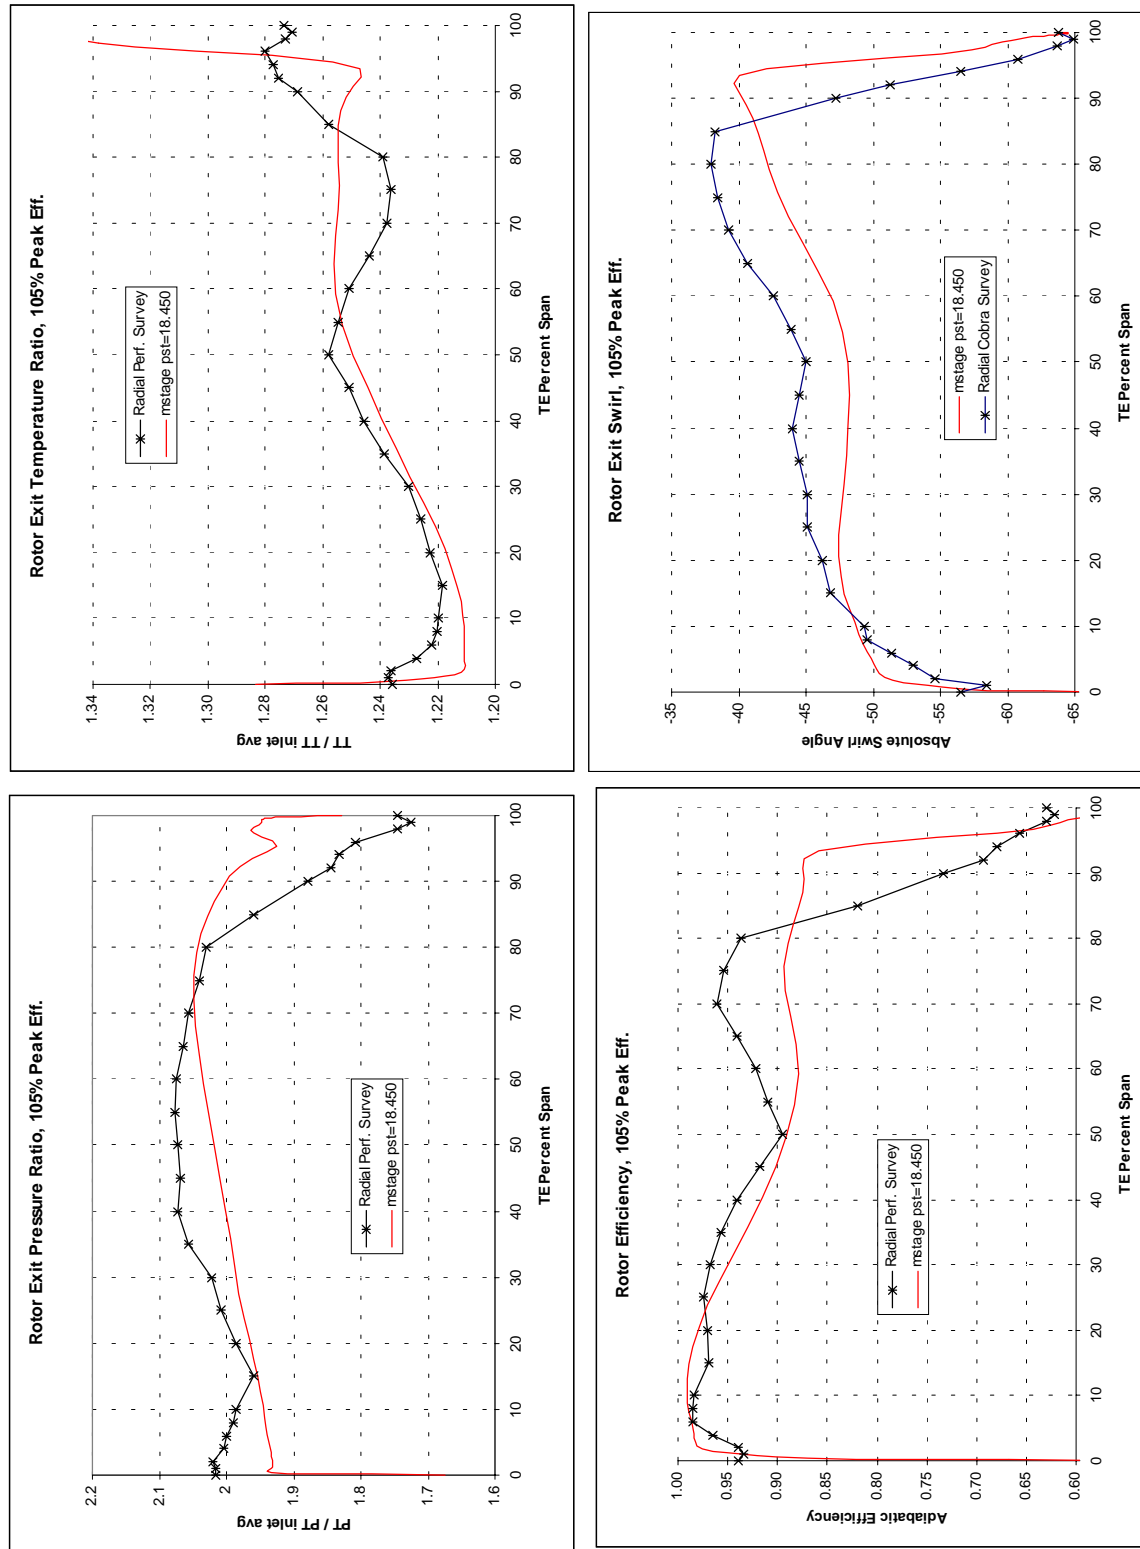 Rotor Exit Pressure Ratio, 105% Peak Eff.
PT / PT inlet avg
2.2
2.1
2
1.9
1.8
1.7
1.6
Radial Perf. Survey
mstage pst=18.450
0 10 20 30 40 50 60 70 80 90 100
TE Percent Span
Rotor Exit Temperature Ratio, 105% Peak Eff.
TT / TT inlet avg
1.34
1.32
1.30
1.28
1.26
1.24
1.22
1.20
Radial Perf. Survey
mstage pst=18.450
0 10 20 30 40 50 60 70 80 90 100
TE Percent Span
Rotor Efficiency, 105% Peak Eff.
Adiabatic Efficiency
1.00
0.95
0.90
0.85
0.80
0.75
0.70
0.65
0.60
Radial Perf. Survey
mstage pst=18.450
0 10 20 30 40 50 60 70 80 90 100
TE Percent Span
Rotor Exit Swirl, 105% Peak Eff.
Absolute Swirl Angle
-35
-40
-45
-50
-55
-60
-65
mstage pst=18.450
Radial Cobra Survey
0 10 20 30 40 50 60 70 80 90 100
TE Percent Span